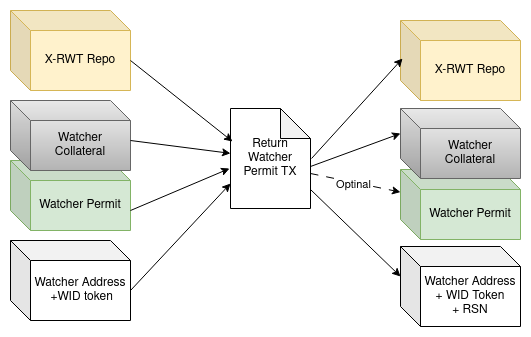 X-RWT Repo
Watcher
Collateral
Watcher Permit
Watcher Address
+WID token
Return
Watcher
Permit TX
Optinal
X-RWT Repo
Watcher
Collateral
Watcher Permit
Watcher Address
+ WID Token
+ RSN